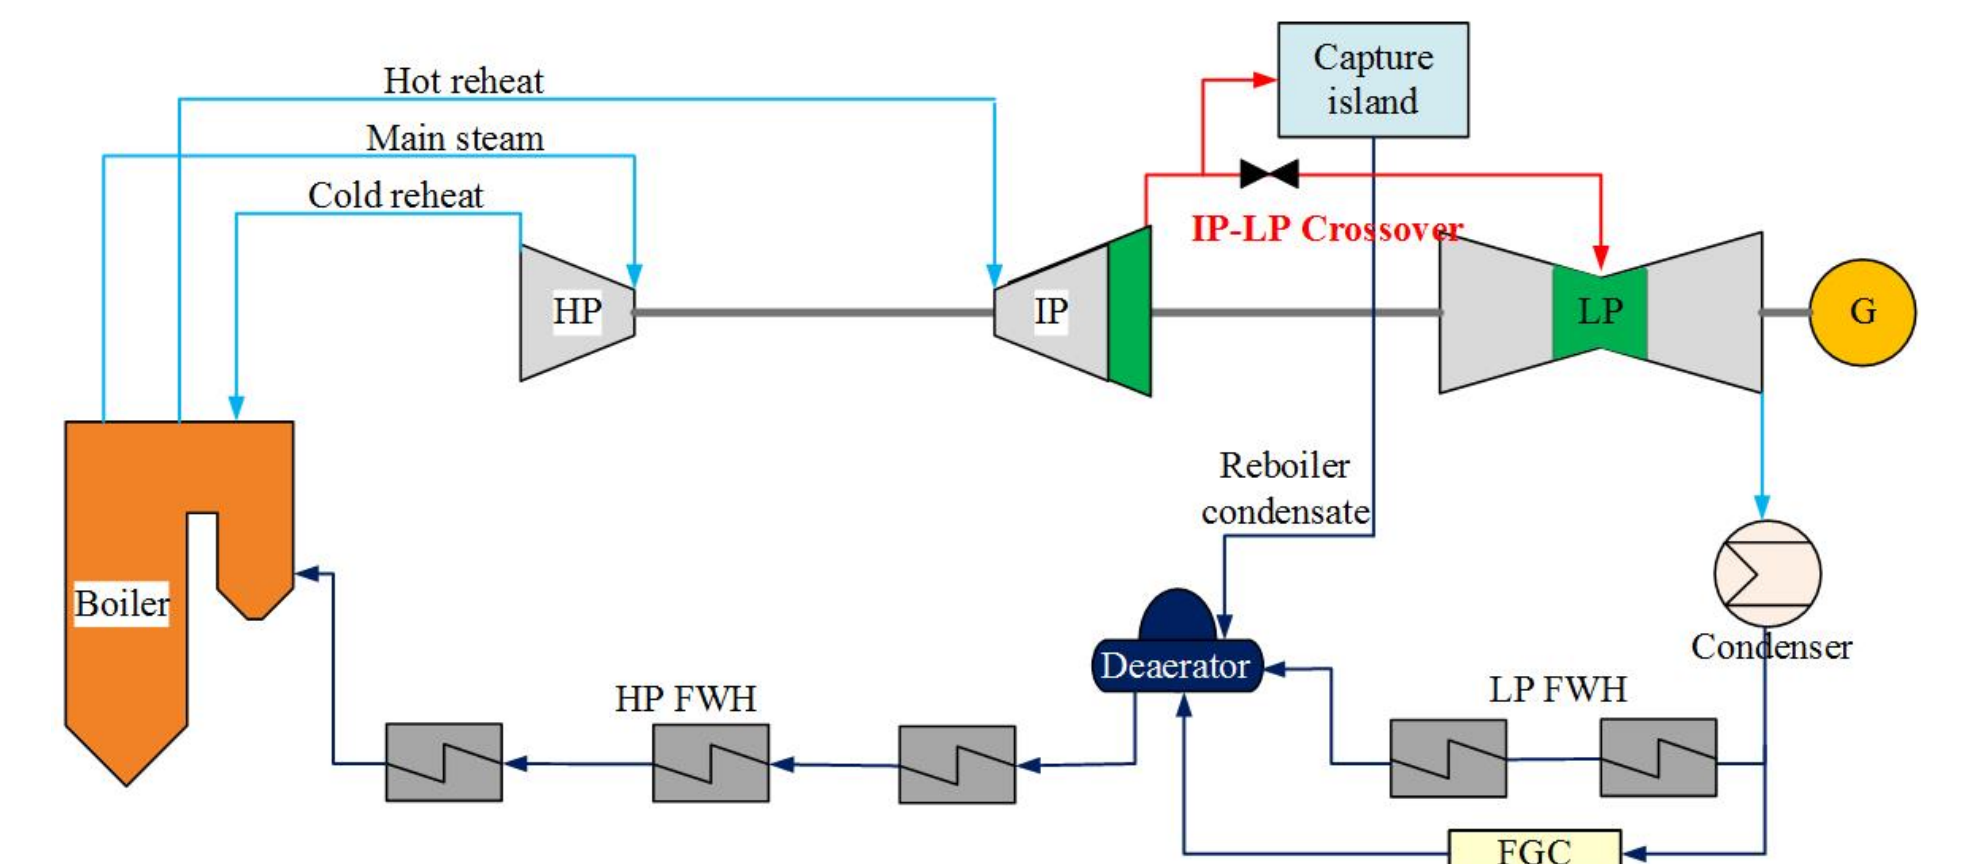 Capture
island
Hot reheat
Main steam
Cold reheat
IP-LP Crossover
HP
IP
LP
G
Reboiler
condensate
Boiler
Condenser
Deaerator
HP FWH
LP FWH
FGC